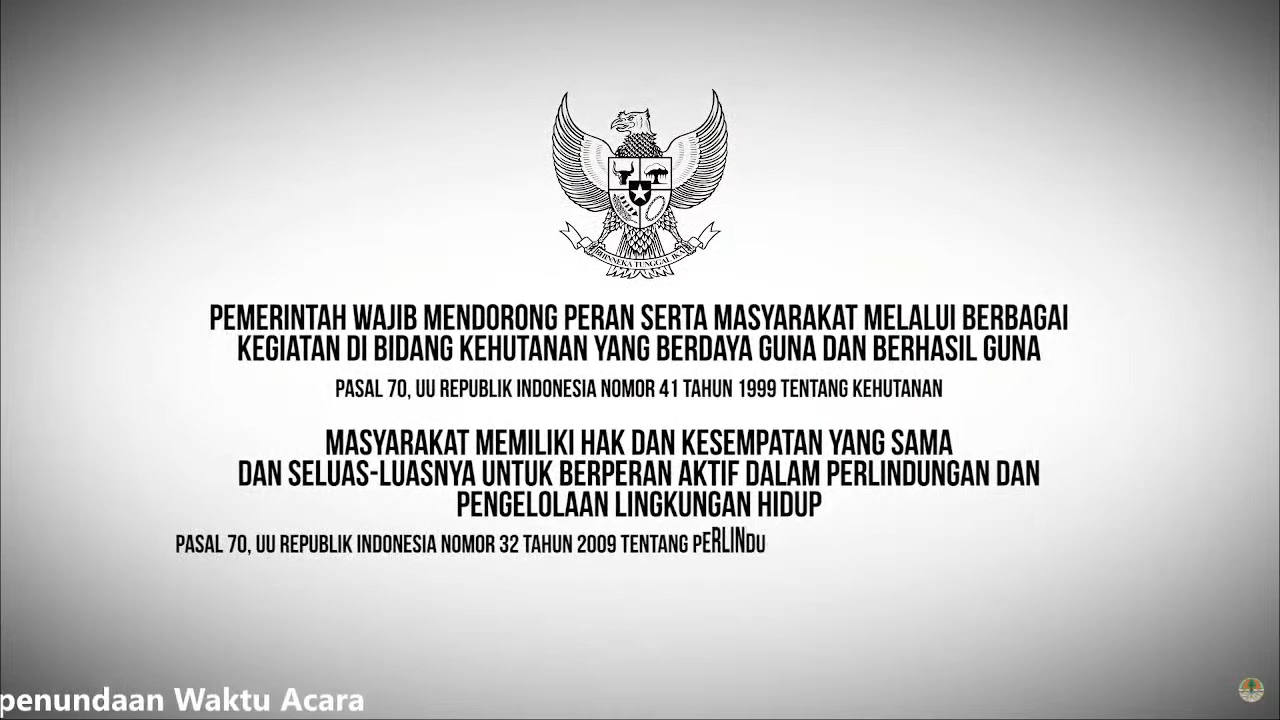 BHINNEKA TUNGGAL IKA
PEMERINTAH WAJIB MENDORONG PERAN SERTA MASYARAKAT MELALUI BERBAGAI
KEGIATAN DI BIDANG KEHUTANAN YANG BERDAYA GUNA DAN BERHASIL GUNA
PASAL 70, UU REPUBLIK INDONESIA NOMOR 41 TAHUN 1999 TENTANG KEHUTANAN
MASYARAKAT MEMILIKI HAK DAN KESEMPATAN YANG SAMA
DAN SELUAS-LUASNYA UNTUK BERPERAN AKTIF DALAM PERLINDUNGAN DAN
PENGELOLAAN LINGKUNGAN HIDUP
PASAL 70, UU REPUBLIK INDONESIA NOMOR 32 TAHUN 2009 TENTANG PERLINDU
penundaan Waktu Acara